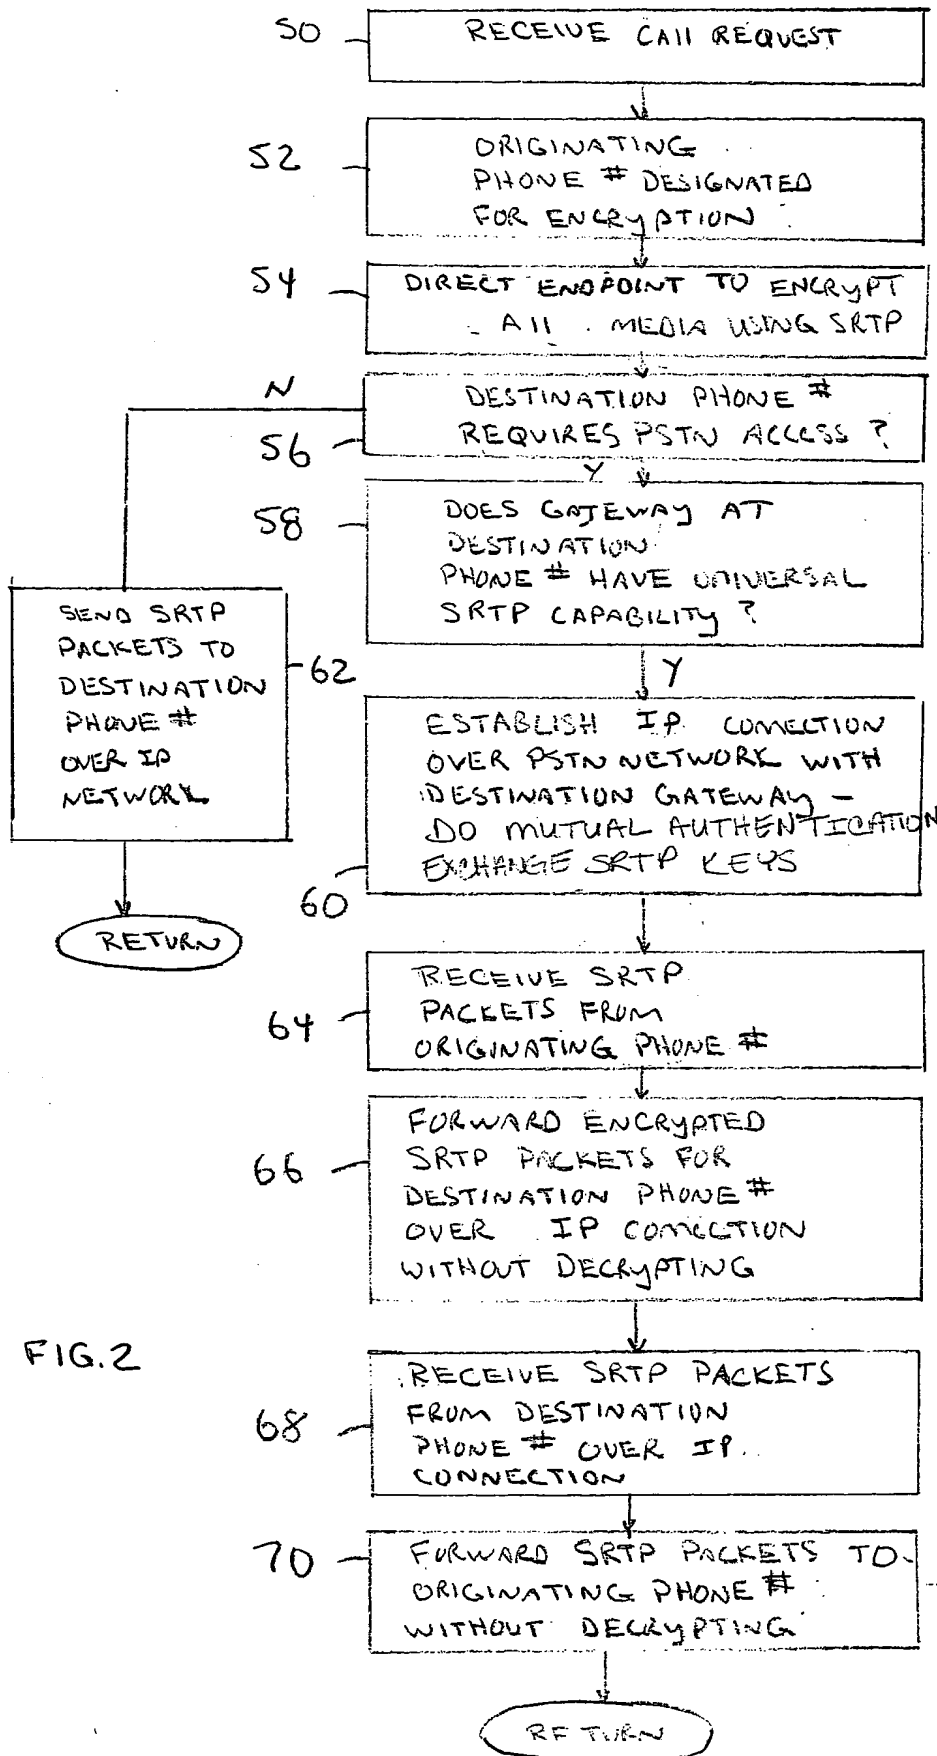 50
RECEIVE CAll REQUEST
52
ORIGINATING
PHONE # DESIGNATED
FOR ENCRYPTION
54
DIRECT ENDPOINT TO ENCRYPT
All MEDIA USING SRTP
N
56
DESTINATION PHONE #
REQUIRES PSTN ACCESS ?
Y
58
DOES GATEWAY AT
DESTINATION
PHONE # HAVE UNIVERSAL
SRTP CAPABILITY ?
Y
SEND SRTP
PACKETS TO
DESTINATION
PHONE #
OVER IP
NETWORK
62
RETURN
ESTABLISH IP CONNECTION
OVER PSTN NETWORK WITH
DESTINATION GATEWAY -
DO MUTUAL AUTHENTICATION
EXCHANGE SRTP KEYS
60
64
RECEIVE SRTP
PACKETS FROM
ORIGINATING PHONE #
66
FORWARD ENCRYPTED
SRTP PACKETS FOR
DESTINATION PHONE #
OVER IP CONNECTION
WITHOUT DECRYPTING
FIG. 2
68
RECEIVE SRTP PACKETS
FROM DESTINATION
PHONE # OVER IP
CONNECTION
70
FORWARD SRTP PACKETS TO
ORIGINATING PHONE #
WITHOUT DECRYPTING
RETURN